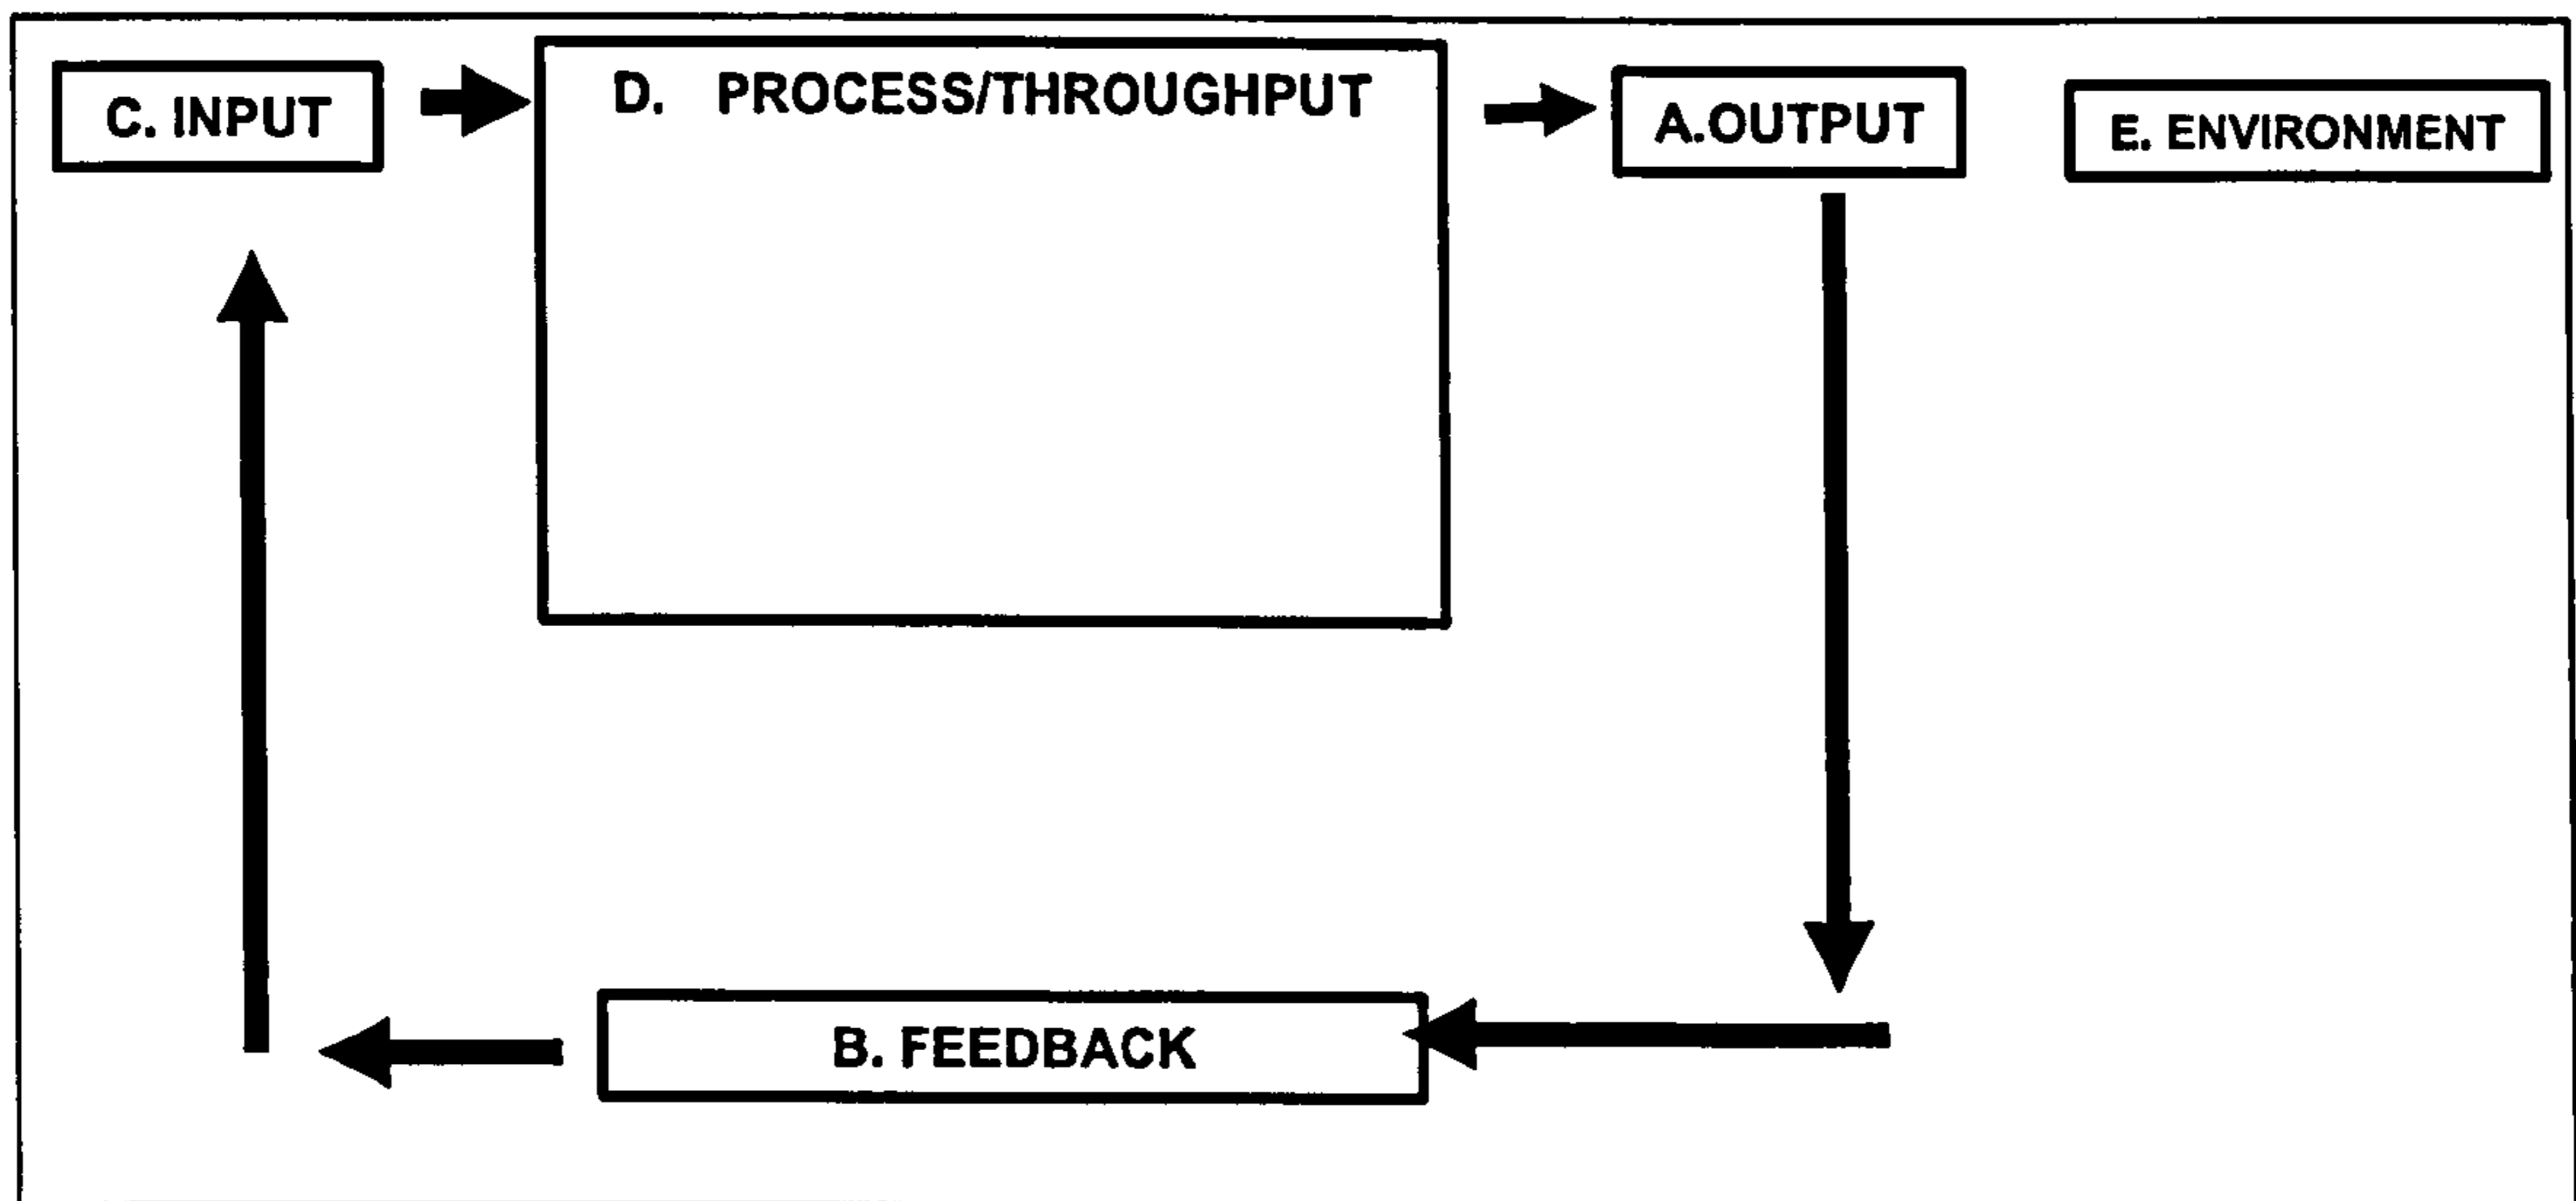 C. INPUT
D. PROCESS/THROUGHPUT
A.OUTPUT
E. ENVIRONMENT
B. FEEDBACK